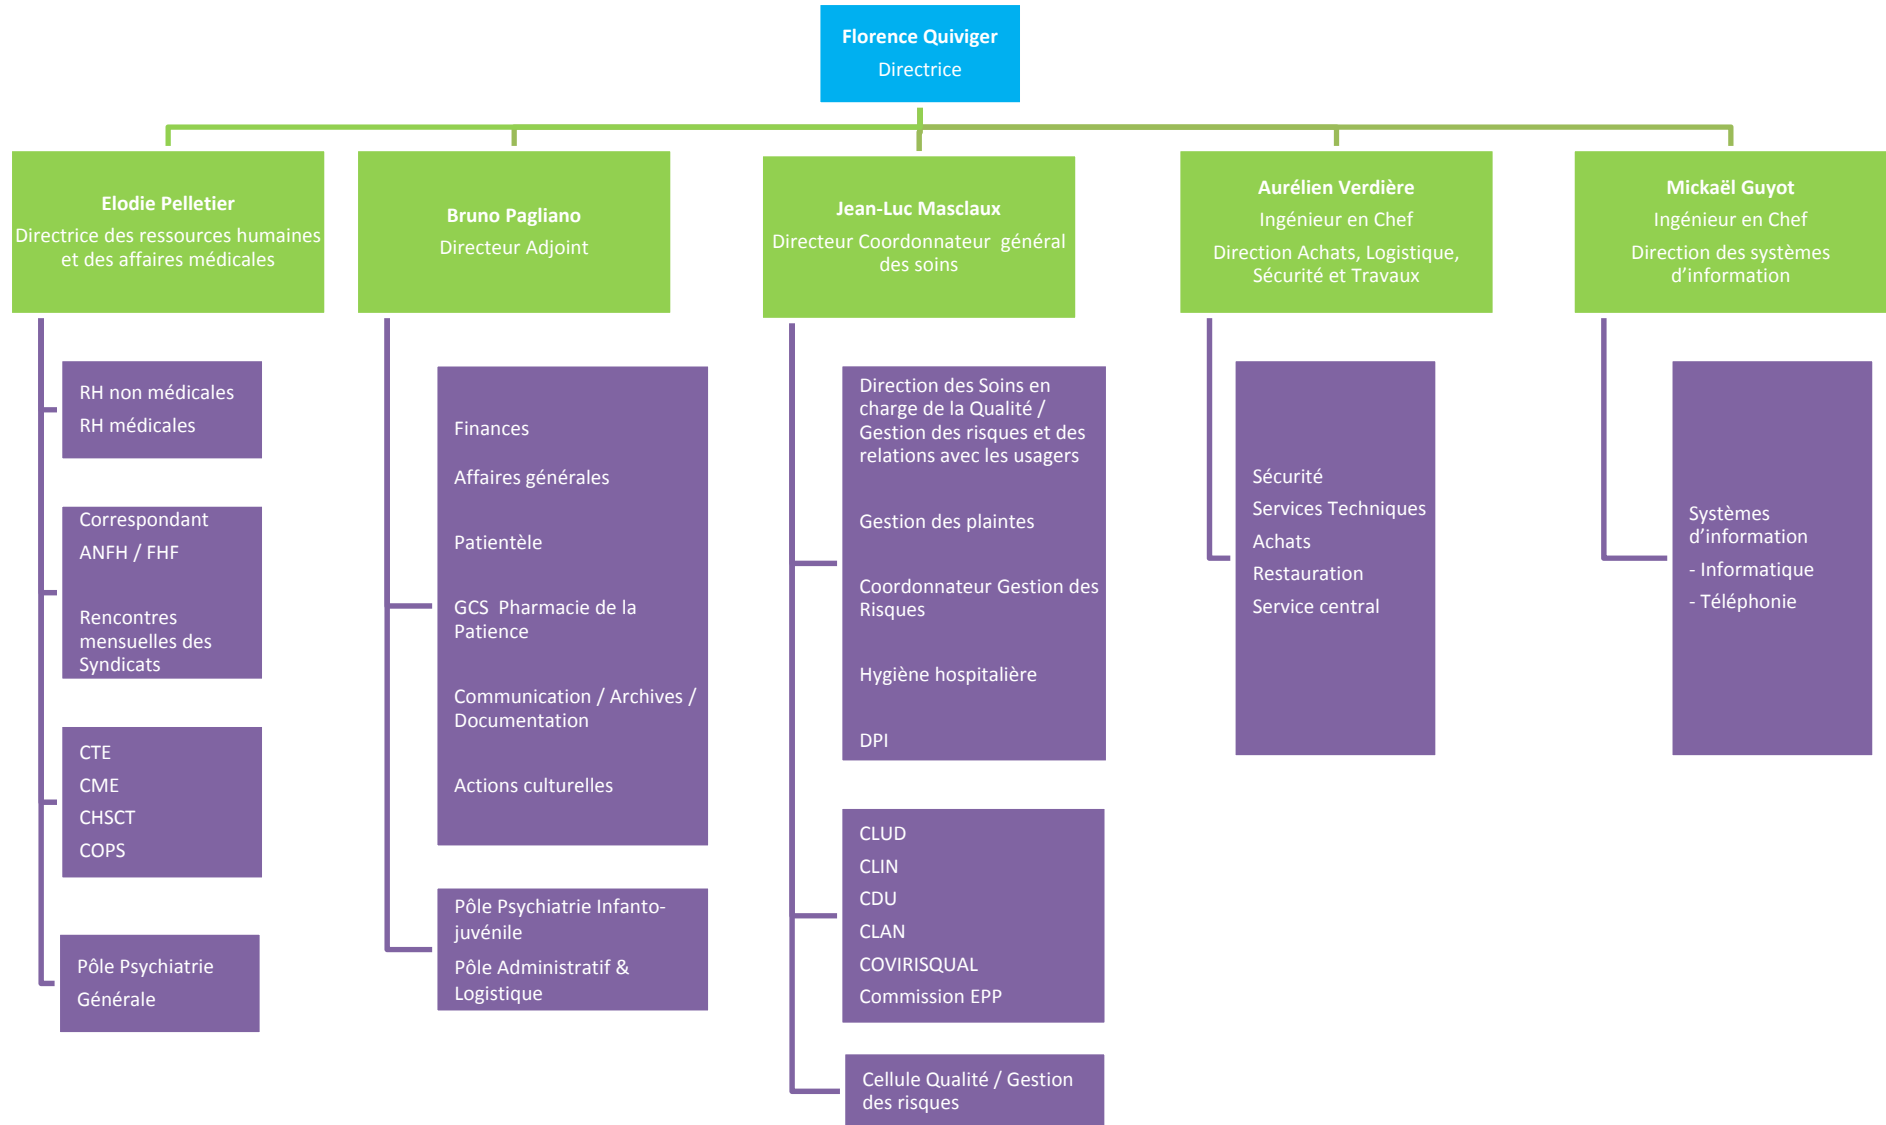 Florence Quiviger
Directrice
Elodie Pelletier
Directrice des ressources humaines
et des affaires médicales
Bruno Pagliano
Directeur Adjoint
Jean-Luc Masclaux
Directeur Coordonnateur général
des soins
Aurélien Verdière
Ingénieur en Chef
Direction Achats, Logistique,
Sécurité et Travaux
Mickaël Guyot
Ingénieur en Chef
Direction des systèmes
d’information
RH non médicales
RH médicales
Correspondant
ANFH / FHF
Rencontres
mensuelles des
Syndicats
CTE
CME
CHSCT
COPS
Pôle Psychiatrie
Générale
Finances
Affaires générales
Patientèle
GCS Pharmacie de la
Patience
Communication / Archives /
Documentation
Actions culturelles
Pôle Psychiatrie Infanto-
juvénile
Pôle Administratif &
Logistique
Direction des Soins en
charge de la Qualité /
Gestion des risques et des
relations avec les usagers
Gestion des plaintes
Coordonnateur Gestion des
Risques
Hygiène hospitalière
DPI
CLUD
CLIN
CDU
CLAN
COVIRISQUAL
Commission EPP
Cellule Qualité / Gestion
des risques
Sécurité
Services Techniques
Achats
Restauration
Service central
Systèmes
d’information
- Informatique
- Téléphonie